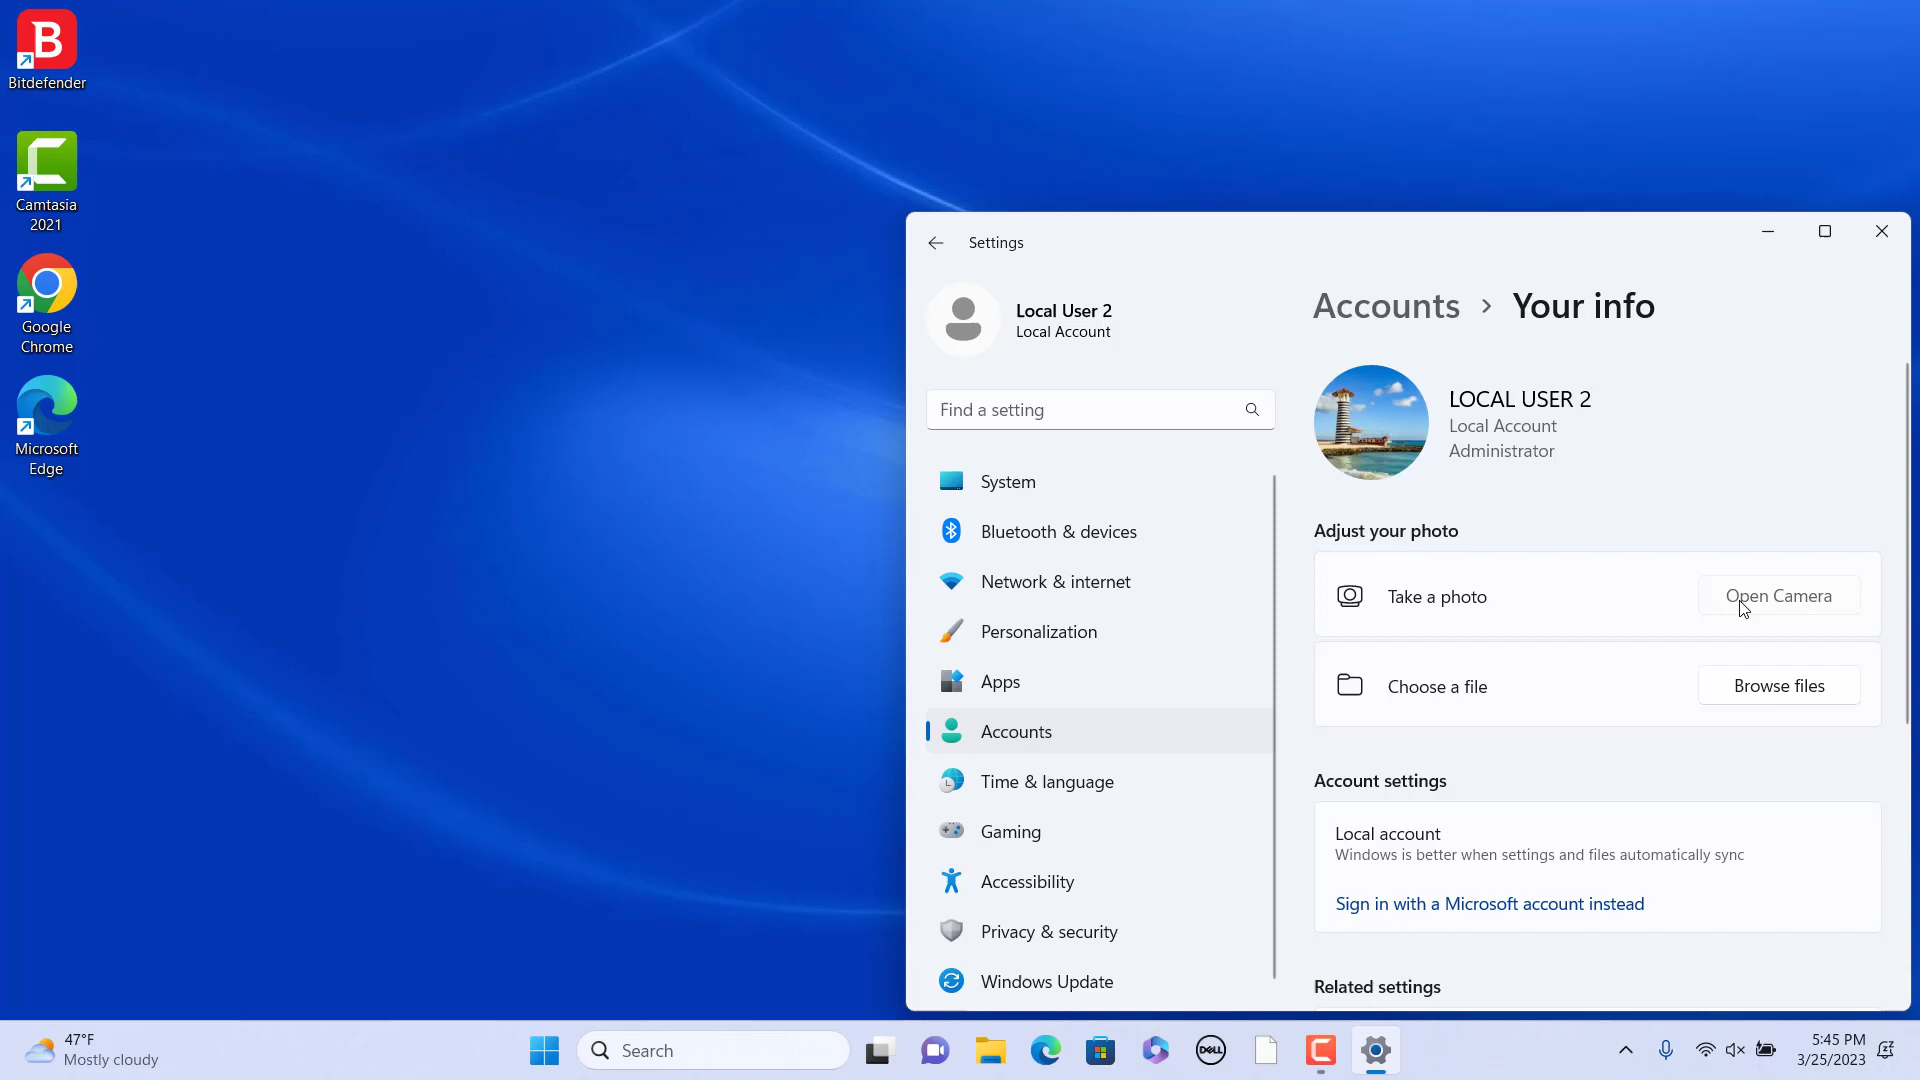 Bitdefender
Camtasia
2021
Google
Chrome
Microsoft
Edge
Settings
Local User 2
Local Account
Find a setting
System
Bluetooth & devices
Network & internet
Personalization
Apps
Accounts
Time & language
Gaming
Accessibility
Privacy & security
Windows Update
Accounts > Your info
LOCAL USER 2
Local Account
Administrator
Adjust your photo
Take a photo
Open Camera
Choose a file
Browse files
Account settings
Local account
Windows is better when settings and files automatically sync
Sign in with a Microsoft account instead
Related settings
47°F
Mostly cloudy
Search
DELL
5:45 PM
3/25/2023